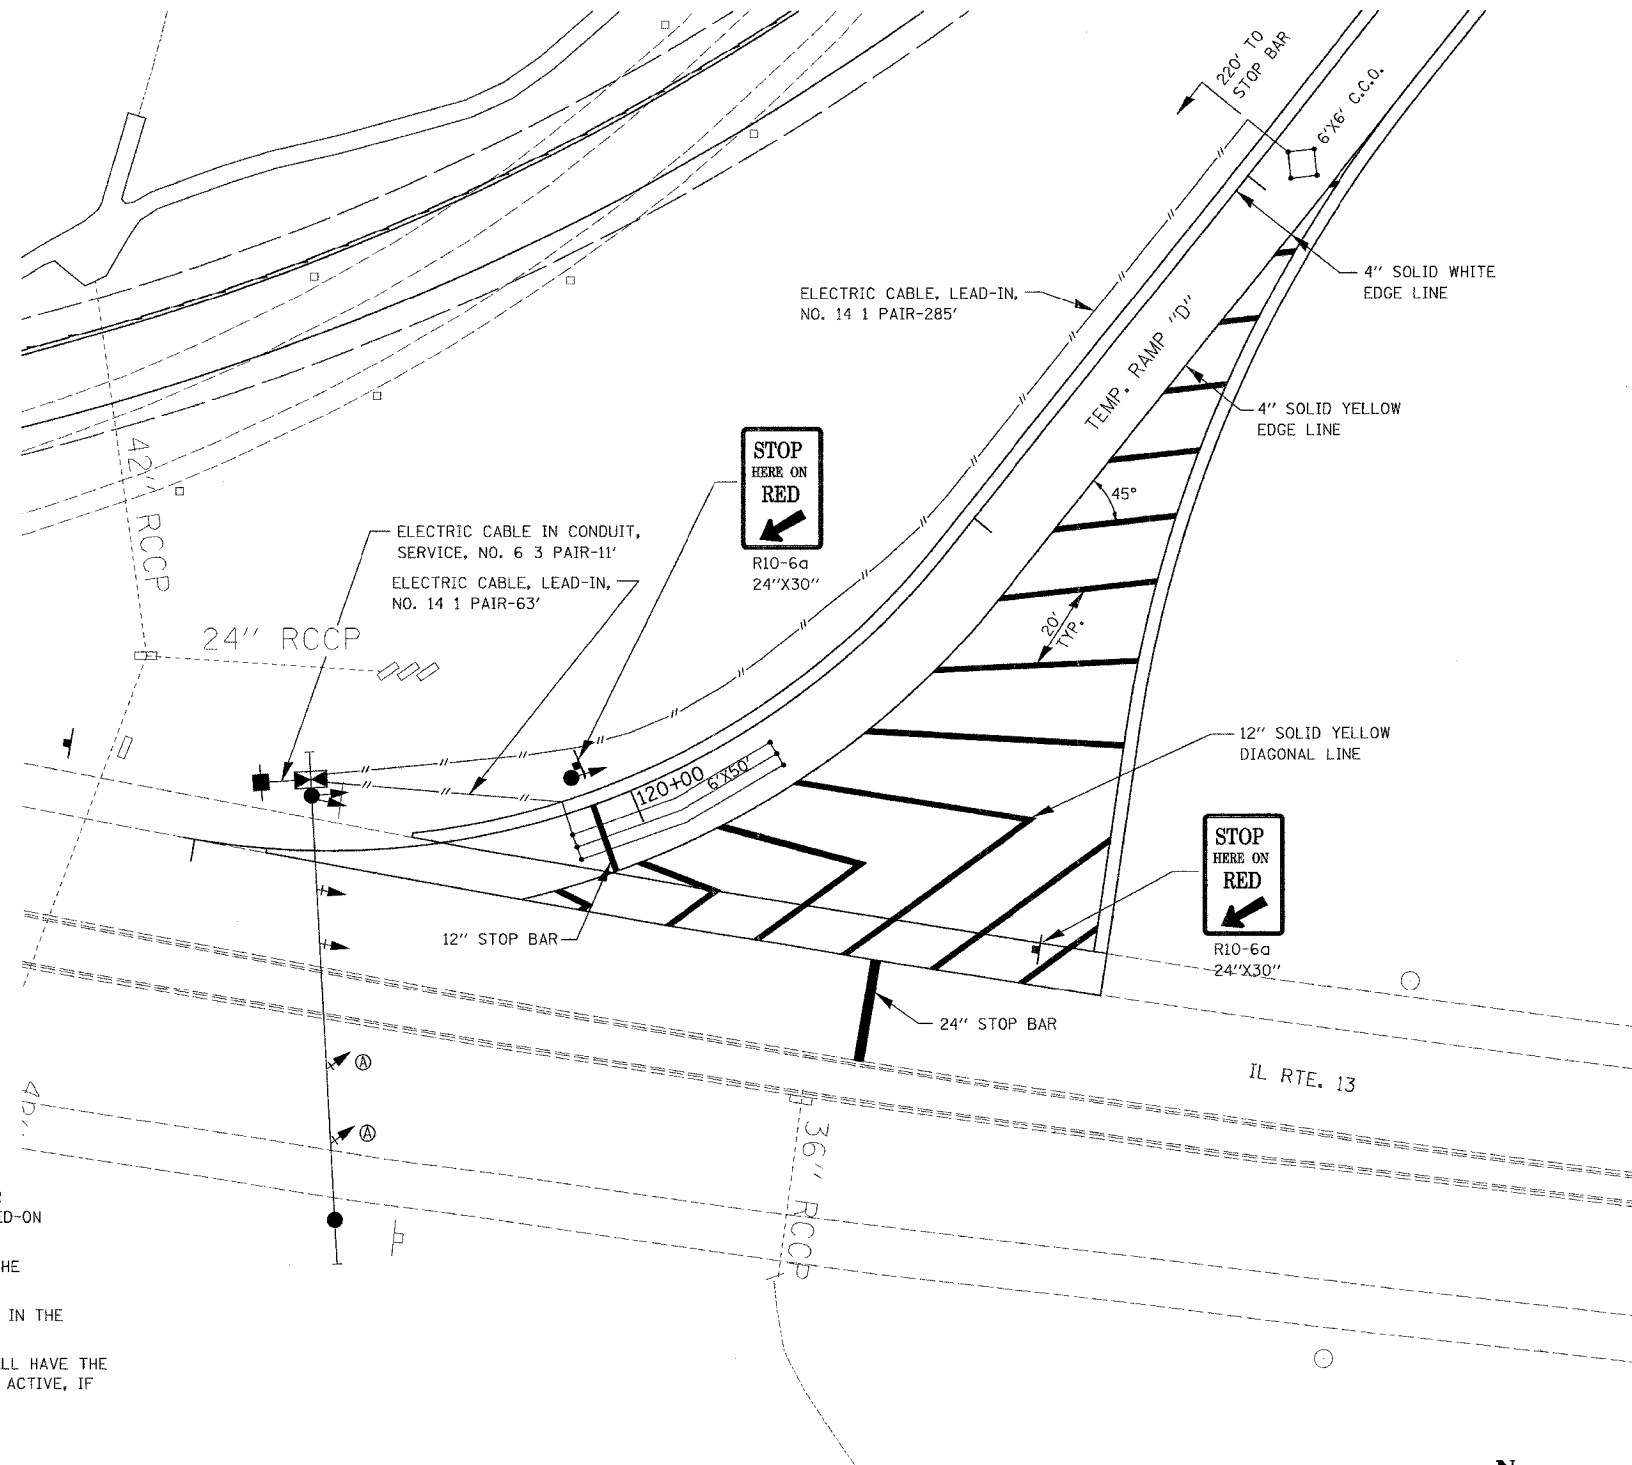 220' TO
STOP BAR
6'X6' C.C.O.
4" SOLID WHITE
EDGE LINE
ELECTRIC CABLE, LEAD-IN,
NO. 14 1 PAIR-285'
TEMP. RAMP "D"
4" SOLID YELLOW
EDGE LINE
42" RCCP
STOP
HERE ON
RED
R10-6a
24"X30"
45°
ELECTRIC CABLE IN CONDUIT,
SERVICE, NO. 6 3 PAIR-11'
ELECTRIC CABLE, LEAD-IN,
NO. 14 1 PAIR-63'
24" RCCP
20'
TYP.
12" SOLID YELLOW
DIAGONAL LINE
120+00
6'X50'
STOP
HERE ON
RED
R10-6a
24"X30"
12" STOP BAR
24" STOP BAR
IL RTE. 13
A
A
36" RCCP
ED-ON
HE
IN THE
LL HAVE THE
ACTIVE, IF
N